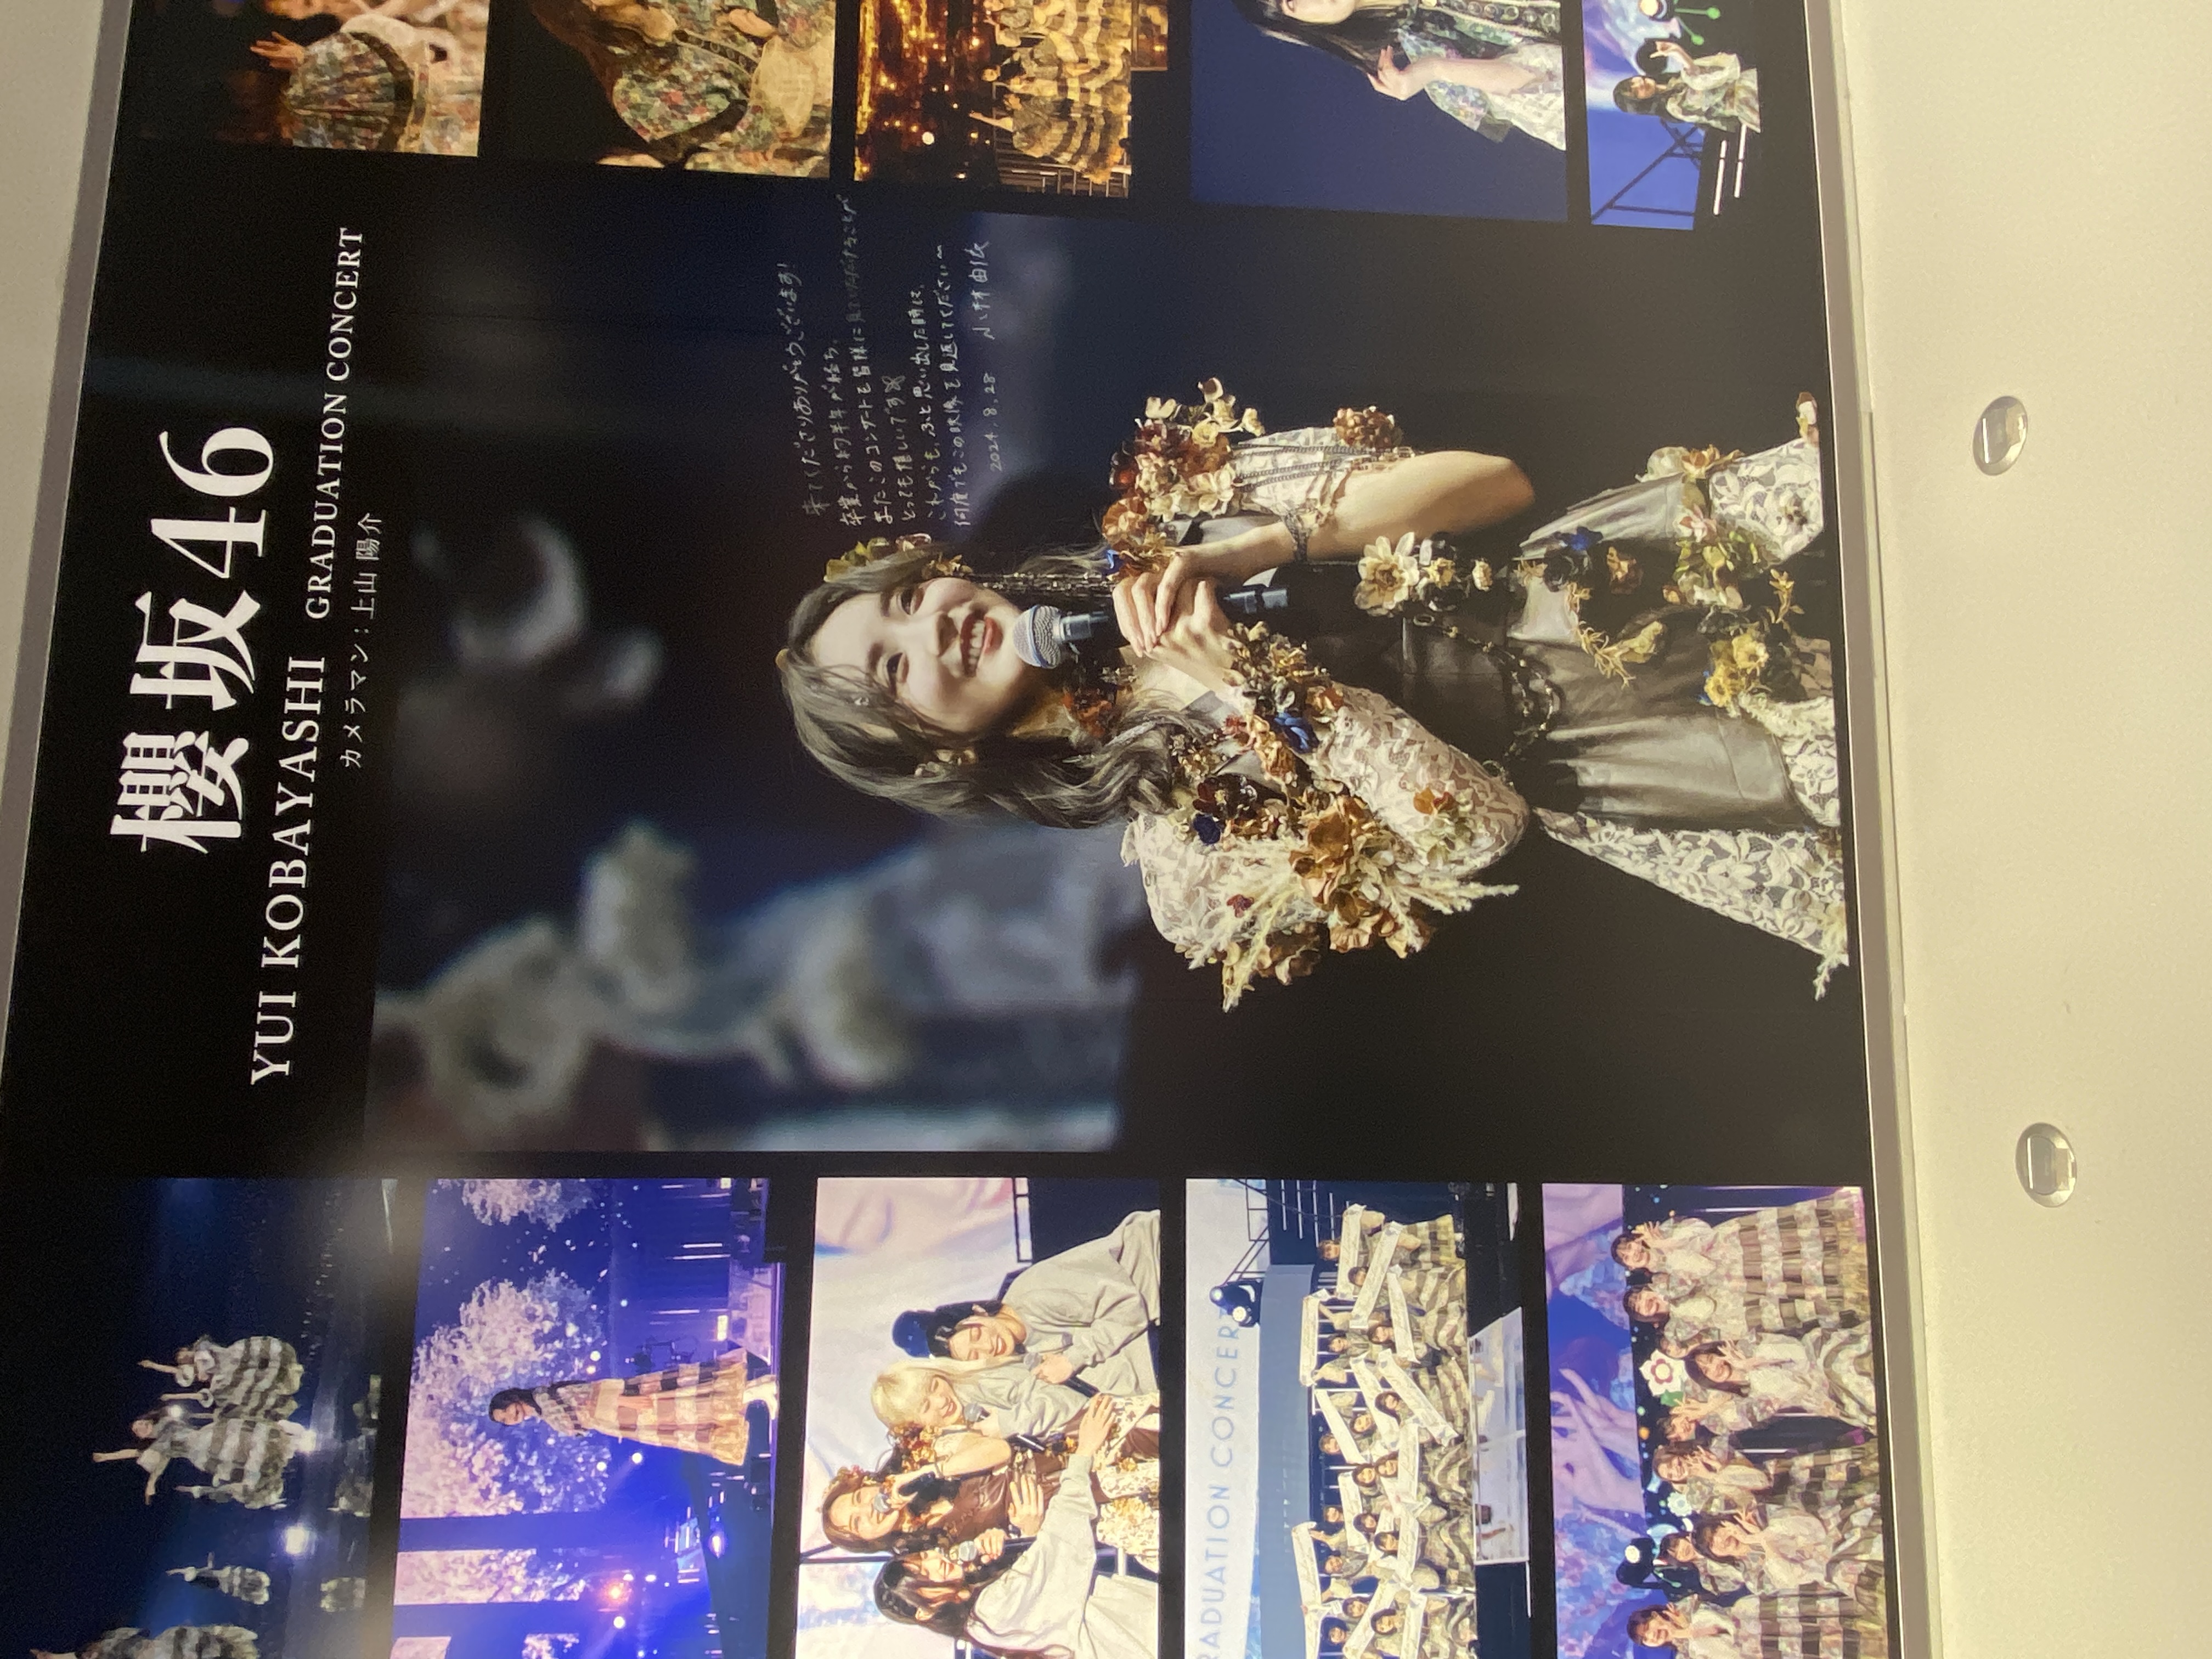 櫻坂46
YUI KOBAYASHI GRADUATION CONCERT
カメラマン：上山 陽介
来てくださりありがとうございます！
卒業から約半年が経ち、
またこのコンサートを皆様に見ていただけることが
とっても嬉しいです
これからも、ふと思い出した時は、
何度でもこの映像を見返してください〜
2024.8.28 小林由依
RADUATION CONCERT